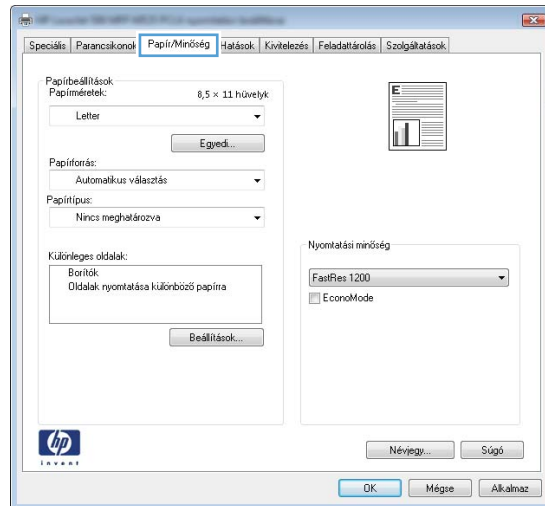 Speciális Parancsikonok Papír/Minőség Hatások Kivitelezés Feladattárolás Szolgáltatások
Papírbeállítások
Papírméretek: 8,5 × 11 hüvelyk
Letter
Egyedi...
Papírforrás:
Automatikus választás
Papírtípus:
Nincs meghatározva
Különleges oldalak:
Borítók
Oldalak nyomtatása különböző papírra
Beállítások...
E
Nyomtatási minőség
FastRes 1200
EconoMode
hp
invent
Névjegy... Súgó
OK Mégse Alkalmaz